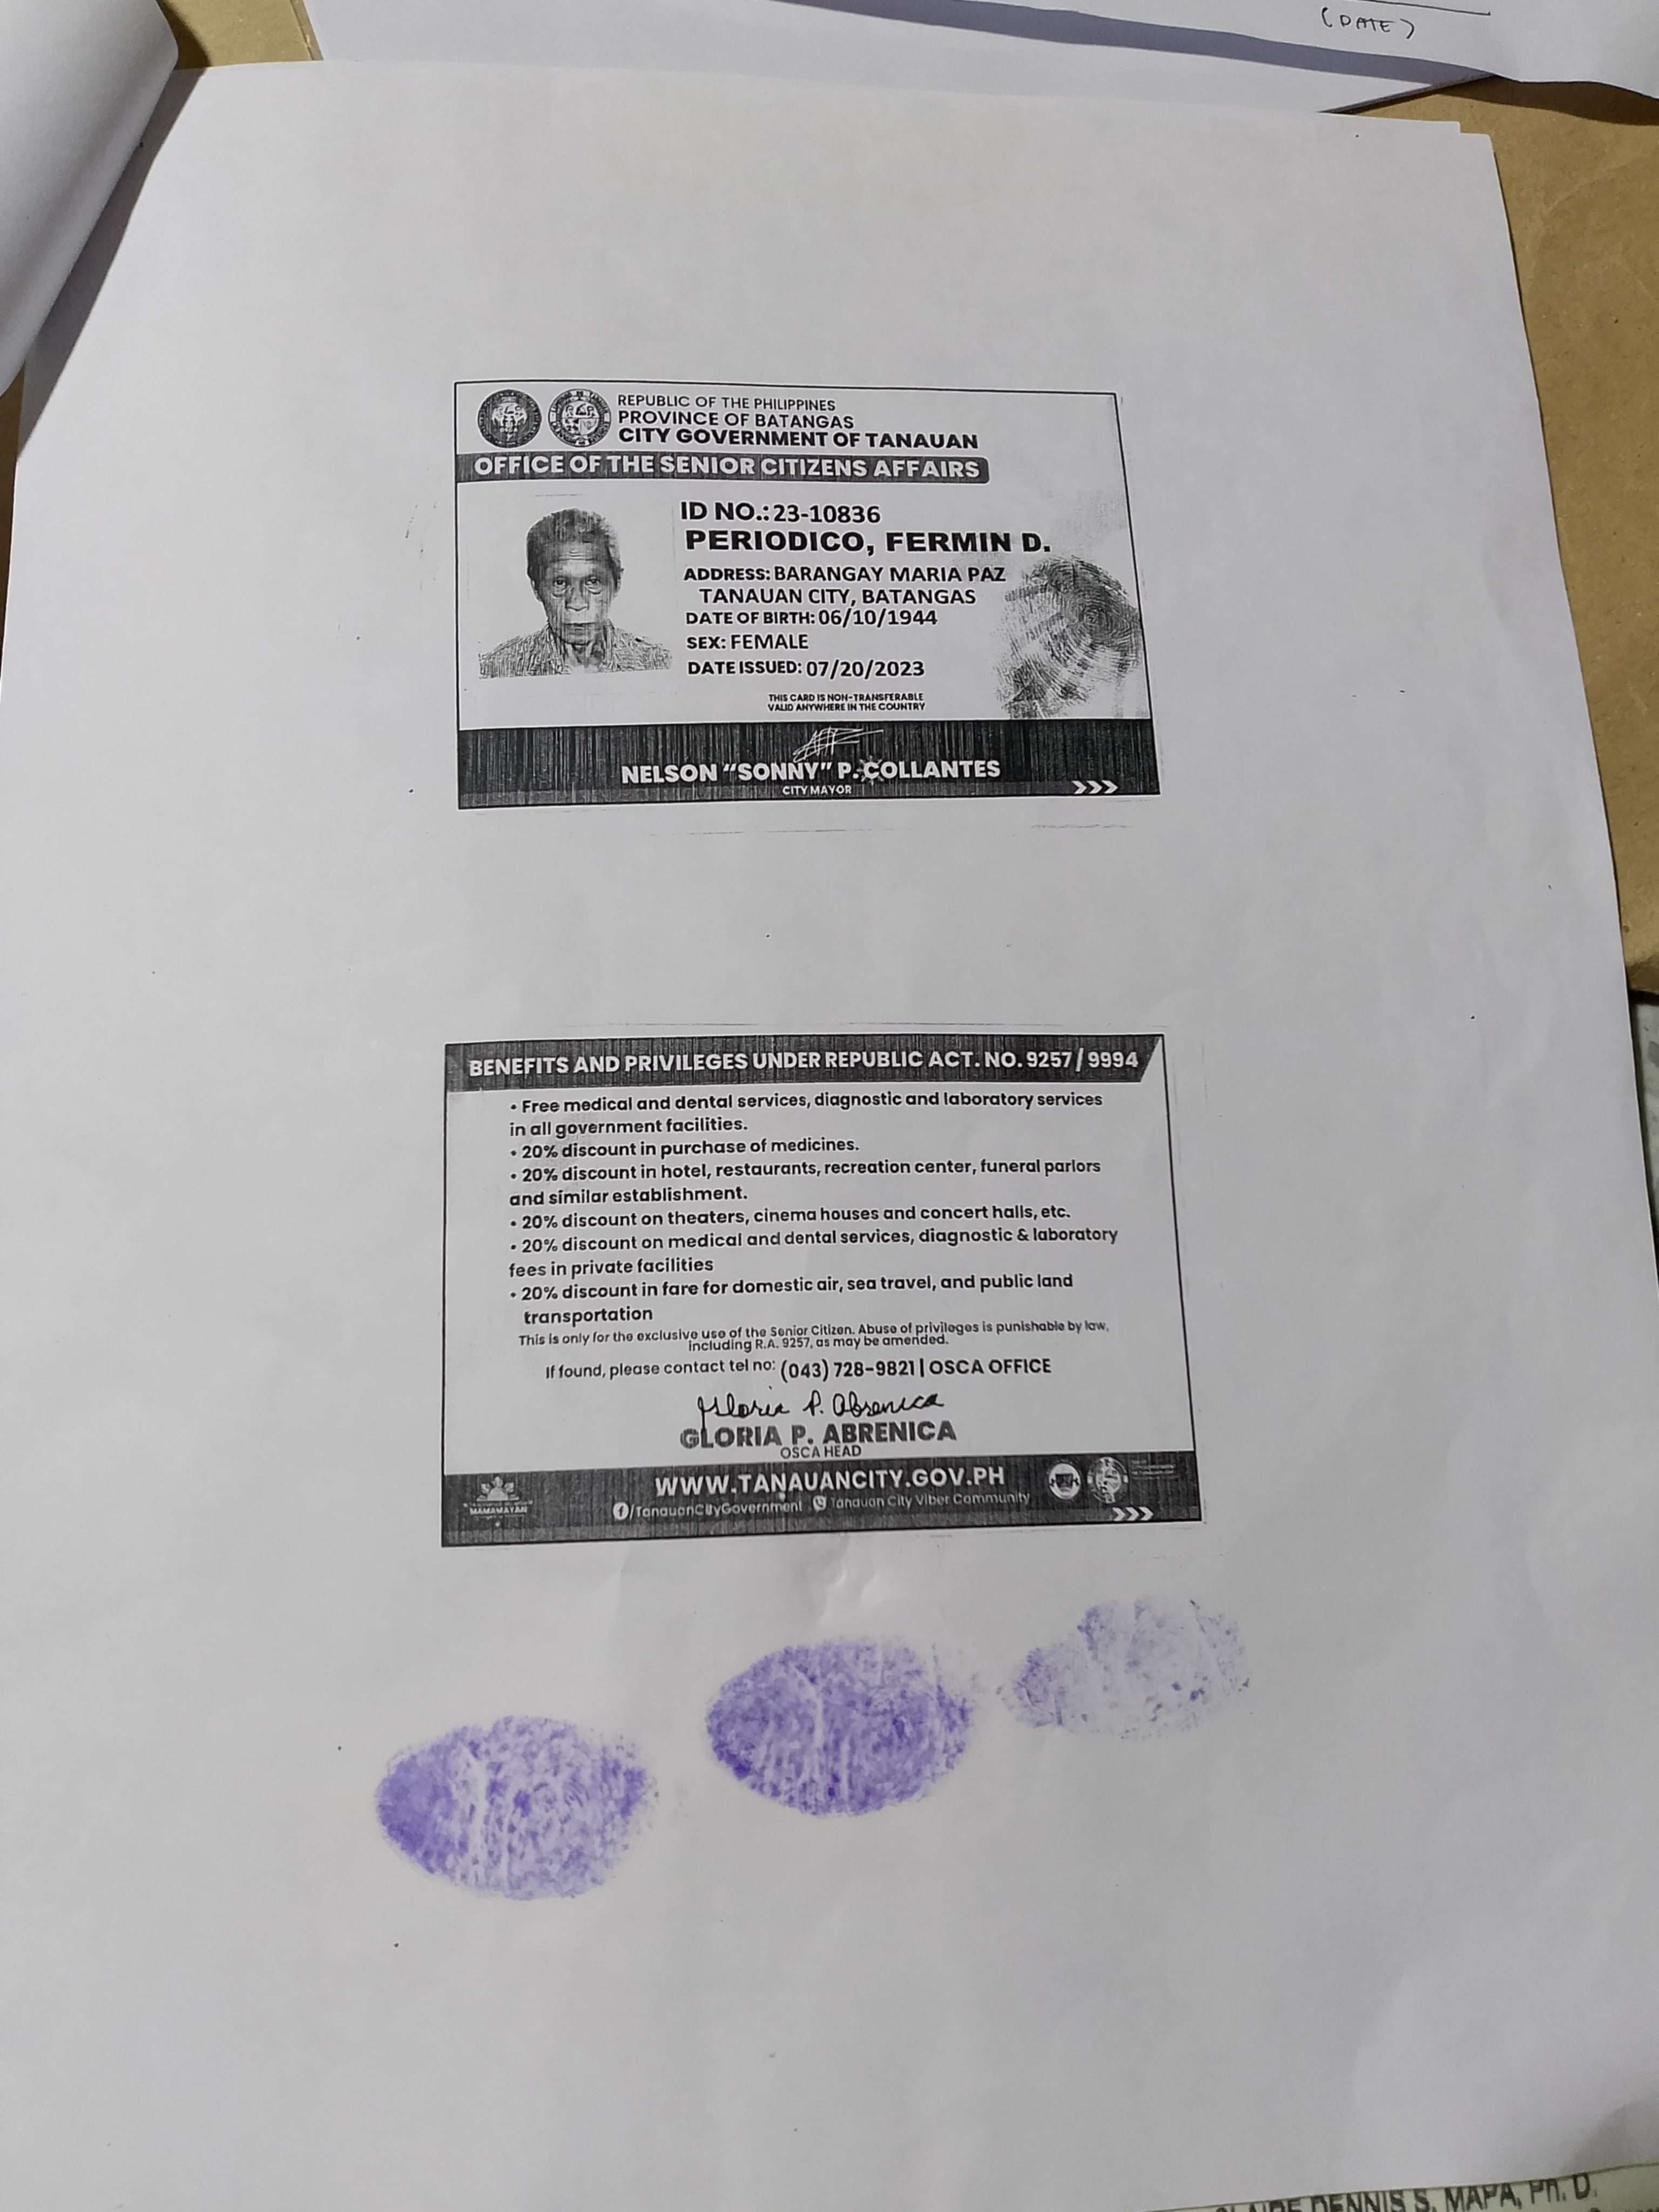 (DATE)
REPUBLIC OF THE PHILIPPINES
PROVINCE OF BATANGAS
CITY GOVERNMENT OF TANAUAN
OFFICE OF THE SENIOR CITIZENS AFFAIRS
ID NO.: 23-10836
PERIODICO, FERMIN D.
ADDRESS: BARANGAY MARIA PAZ
TANAUAN CITY, BATANGAS
DATE OF BIRTH: 06/10/1944
SEX: FEMALE
DATE ISSUED: 07/20/2023
THIS CARD IS NON-TRANSFERABLE
VALID ANYWHERE IN THE COUNTRY
NELSON “SONNY” P. COLLANTES
CITY MAYOR
BENEFITS AND PRIVILEGES UNDER REPUBLIC ACT. NO. 9257/9994
• Free medical and dental services, diagnostic and laboratory services
in all government facilities.
• 20% discount in purchase of medicines.
• 20% discount in hotel, restaurants, recreation center, funeral parlors
and similar establishment.
• 20% discount on theaters, cinema houses and concert halls, etc.
• 20% discount on medical and dental services, diagnostic & laboratory
fees in private facilities
• 20% discount in fare for domestic air, sea travel, and public land
transportation
This is only for the exclusive use of the Senior Citizen. Abuse of privileges is punishable by law,
including R.A. 9257, as may be amended.
If found, please contact tel no: (043) 728-9821 | OSCA OFFICE
Gloria P. Abrenica
GLORIA P. ABRENICA
OSCA HEAD
WWW.TANAUANCITY.GOV.PH
MAMAMAYAN
/TanauanCityGovernment Tanauan City Viber Community
DENNIS S. MAPA, Ph. D.